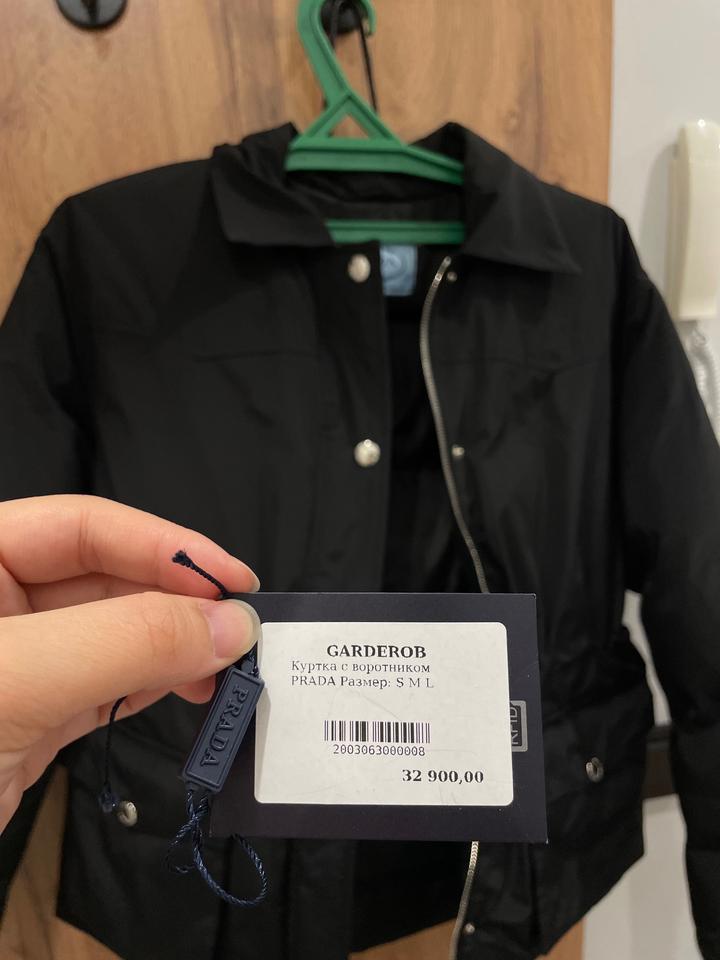 GARDEROB
Куртка с воротником
PRADA Размер: S M L
2003063000008
32 900,00
PRADA